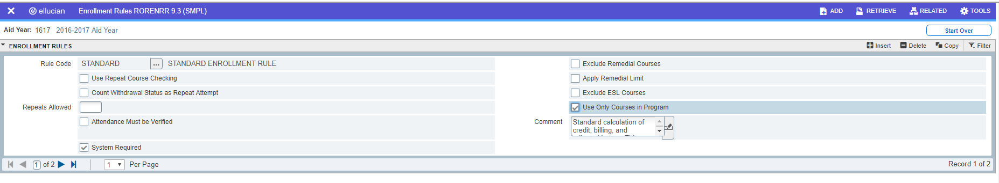 ellucian Enrollment Rules RORENRR 9.3 (SMPL) ADD RETRIEVE RELATED TOOLS
Aid Year: 1617 2016-2017 Aid Year Start Over
ENROLLMENT RULES Insert Delete Copy Filter
Rule Code STANDARD ... STANDARD ENROLLMENT RULE
Exclude Remedial Courses
Use Repeat Course Checking
Apply Remedial Limit
Count Withdrawal Status as Repeat Attempt
Exclude ESL Courses
Repeats Allowed
Use Only Courses in Program
Attendance Must be Verified
Comment Standard calculation of
credit, billing, and
System Required
1 of 2 1 Per Page Record 1 of 2